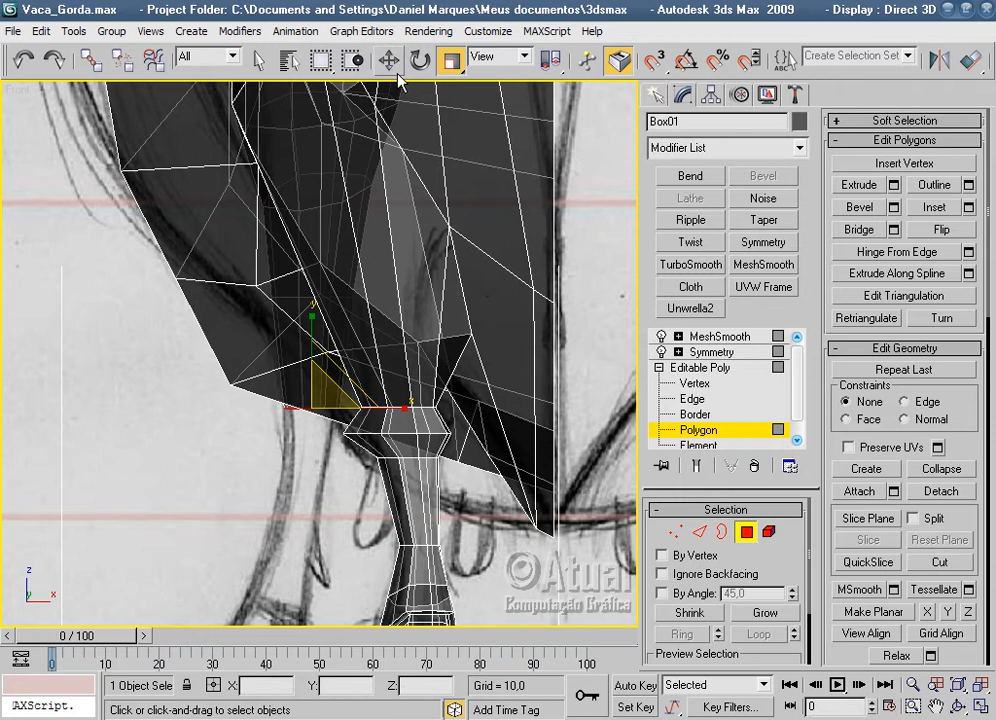 Vaca_Gorda.max - Project Folder: C:\Documents and Settings\Daniel Marques\Meus documentos\3dsmax - Autodesk 3ds Max 2009 - Display : Direct 3D
File Edit Tools Group Views Create Modifiers Animation Graph Editors Rendering Customize MAXScript Help
All View Create Selection Set
Front
Box01
Modifier List
Bend Bevel
Lathe Noise
Ripple Taper
Twist Symmetry
TurboSmooth MeshSmooth
Cloth UVW Frame
Unwrella2
MeshSmooth
Symmetry
Editable Poly
Vertex
Edge
Border
Polygon
Element
- Selection
By Vertex
Ignore Backfacing
By Angle: 45,0
Shrink Grow
Ring Loop
Preview Selection
+ Soft Selection
- Edit Polygons
Insert Vertex
Extrude Outline
Bevel Inset
Bridge Flip
Hinge From Edge
Extrude Along Spline
Edit Triangulation
Retriangulate Turn
- Edit Geometry
Repeat Last
Constraints
None Edge
Face Normal
Preserve UVs
Create Collapse
Attach Detach
Slice Plane Split
Slice Reset Plane
QuickSlice Cut
MSmooth Tessellate
Make Planar X Y Z
View Align Grid Align
Relax
y
x
z
x
y
Atual
Computação Gráfica
< 0 / 100 >
0 10 20 30 40 50 60 70 80 90 100
1 Object Sele X: Y: Z: Grid = 10,0 Auto Key Selected
AXScript. Click or click-and-drag to select objects Add Time Tag Set Key Key Filters... 0